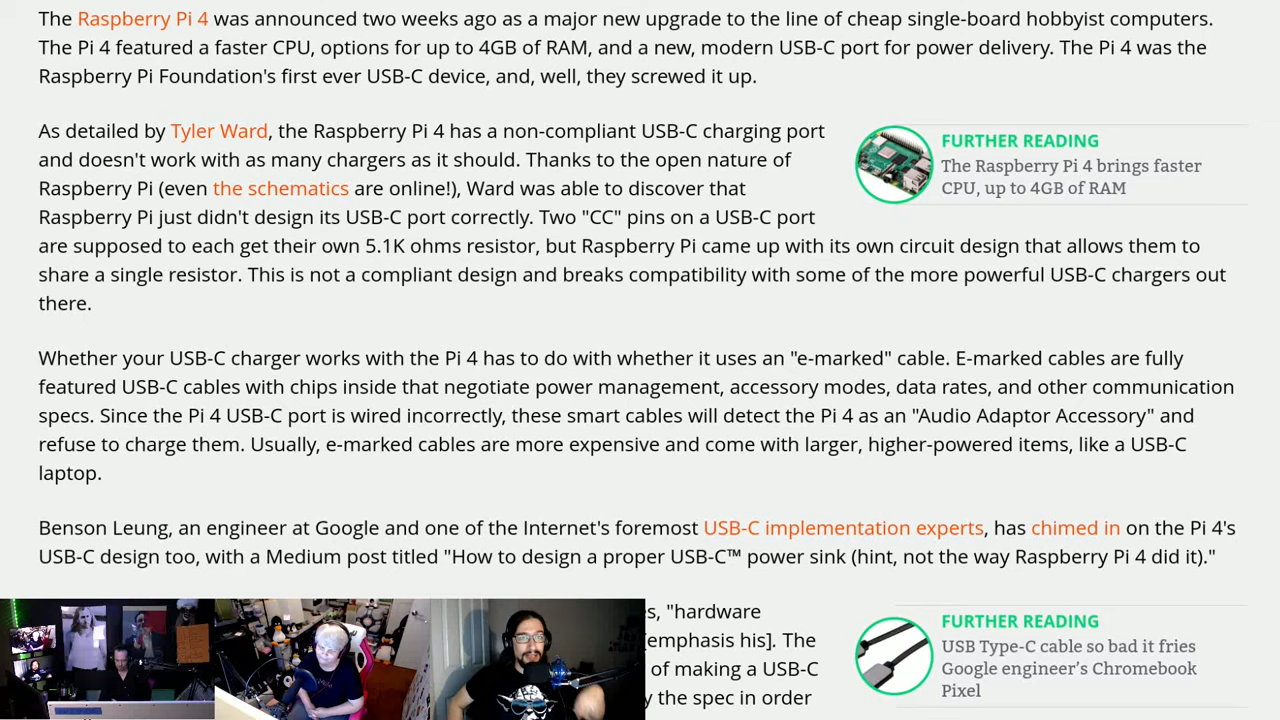 The Raspberry Pi 4 was announced two weeks ago as a major new upgrade to the line of cheap single-board hobbyist computers.
The Pi 4 featured a faster CPU, options for up to 4GB of RAM, and a new, modern USB-C port for power delivery. The Pi 4 was the
Raspberry Pi Foundation's first ever USB-C device, and, well, they screwed it up.
As detailed by Tyler Ward, the Raspberry Pi 4 has a non-compliant USB-C charging port
and doesn't work with as many chargers as it should. Thanks to the open nature of
Raspberry Pi (even the schematics are online!), Ward was able to discover that
Raspberry Pi just didn't design its USB-C port correctly. Two "CC" pins on a USB-C port
are supposed to each get their own 5.1K ohms resistor, but Raspberry Pi came up with its own circuit design that allows them to
share a single resistor. This is not a compliant design and breaks compatibility with some of the more powerful USB-C chargers out
there.
FURTHER READING
The Raspberry Pi 4 brings faster
CPU, up to 4GB of RAM
Whether your USB-C charger works with the Pi 4 has to do with whether it uses an "e-marked" cable. E-marked cables are fully
featured USB-C cables with chips inside that negotiate power management, accessory modes, data rates, and other communication
specs. Since the Pi 4 USB-C port is wired incorrectly, these smart cables will detect the Pi 4 as an "Audio Adaptor Accessory" and
refuse to charge them. Usually, e-marked cables are more expensive and come with larger, higher-powered items, like a USB-C
laptop.
Benson Leung, an engineer at Google and one of the Internet's foremost USB-C implementation experts, has chimed in on the Pi 4's
USB-C design too, with a Medium post titled "How to design a proper USB-C™ power sink (hint, not the way Raspberry Pi 4 did it)."
s, "hardware
[emphasis his]. The
of making a USB-C
y the spec in order
FURTHER READING
USB Type-C cable so bad it fries
Google engineer's Chromebook
Pixel